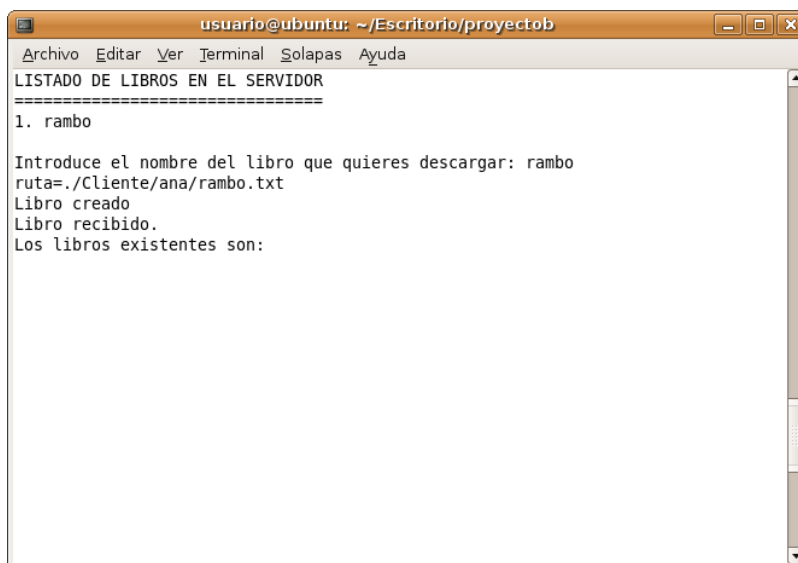 usuario@ubuntu: ~/Escritorio/proyectob
Archivo Editar Ver Terminal Solapas Ayuda
LISTADO DE LIBROS EN EL SERVIDOR
================================
1. rambo
Introduce el nombre del libro que quieres descargar: rambo
ruta=./Cliente/ana/rambo.txt
Libro creado
Libro recibido.
Los libros existentes son: